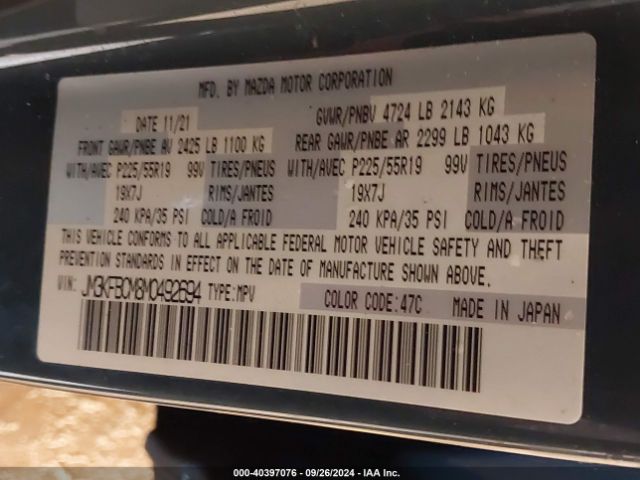 MFD. BY MAZDA MOTOR CORPORATION
DATE 11/21 GVWR/PNBV 4724 LB 2143 KG
FRONT GAWR/PNBE AV 2425 LB 1100 KG REAR GAWR/PNBE AR 2299 LB 1043 KG
WITH/AVEC P225/55R19 99V TIRES/PNEUS WITH/AVEC P225/55R19 99V TIRES/PNEUS
19X7J RIMS/JANTES 19X7J RIMS/JANTES
240 KPA/35 PSI COLD/A FROID 240 KPA/35 PSI COLD/A FROID
THIS VEHICLE CONFORMS TO ALL APPLICABLE FEDERAL MOTOR VEHICLE SAFETY AND THEFT
PREVENTION STANDARDS IN EFFECT ON THE DATE OF MANUFACTURE SHOWN ABOVE.
VIN: JM3KFBCM8M0492694 TYPE:MPV COLOR CODE:47C MADE IN JAPAN
000-40397076 - 09/26/2024 - IAA Inc.